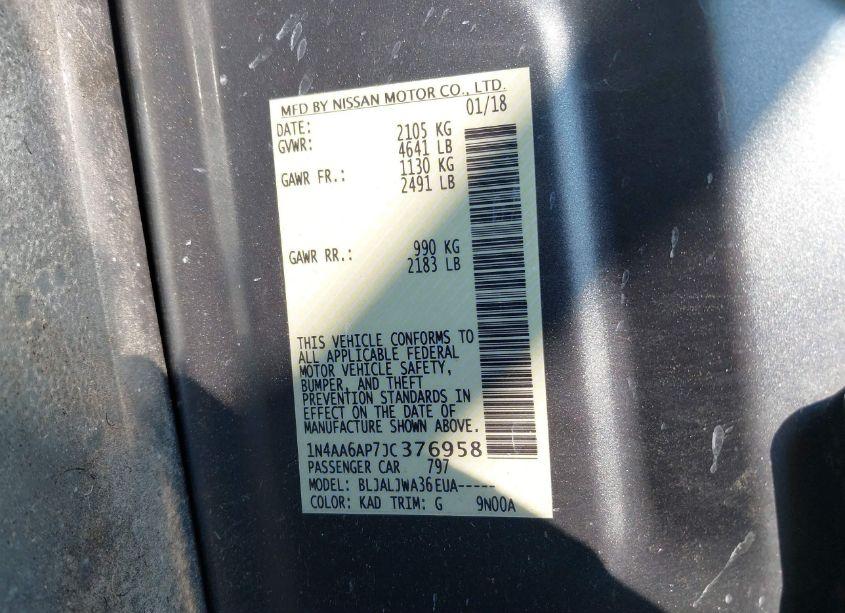 MFD BY NISSAN MOTOR CO., LTD.
DATE: 01/18
GVWR: 2105 KG
4641 LB
GAWR FR.: 1130 KG
2491 LB
GAWR RR.: 990 KG
2183 LB
THIS VEHICLE CONFORMS TO
ALL APPLICABLE FEDERAL
MOTOR VEHICLE SAFETY,
BUMPER, AND THEFT
PREVENTION STANDARDS IN
EFFECT ON THE DATE OF
MANUFACTURE SHOWN ABOVE.
1N4AA6AP7JC376958
PASSENGER CAR 797
MODEL: BLJALJWA36EUA-----
COLOR: KAD TRIM: G 9N00A